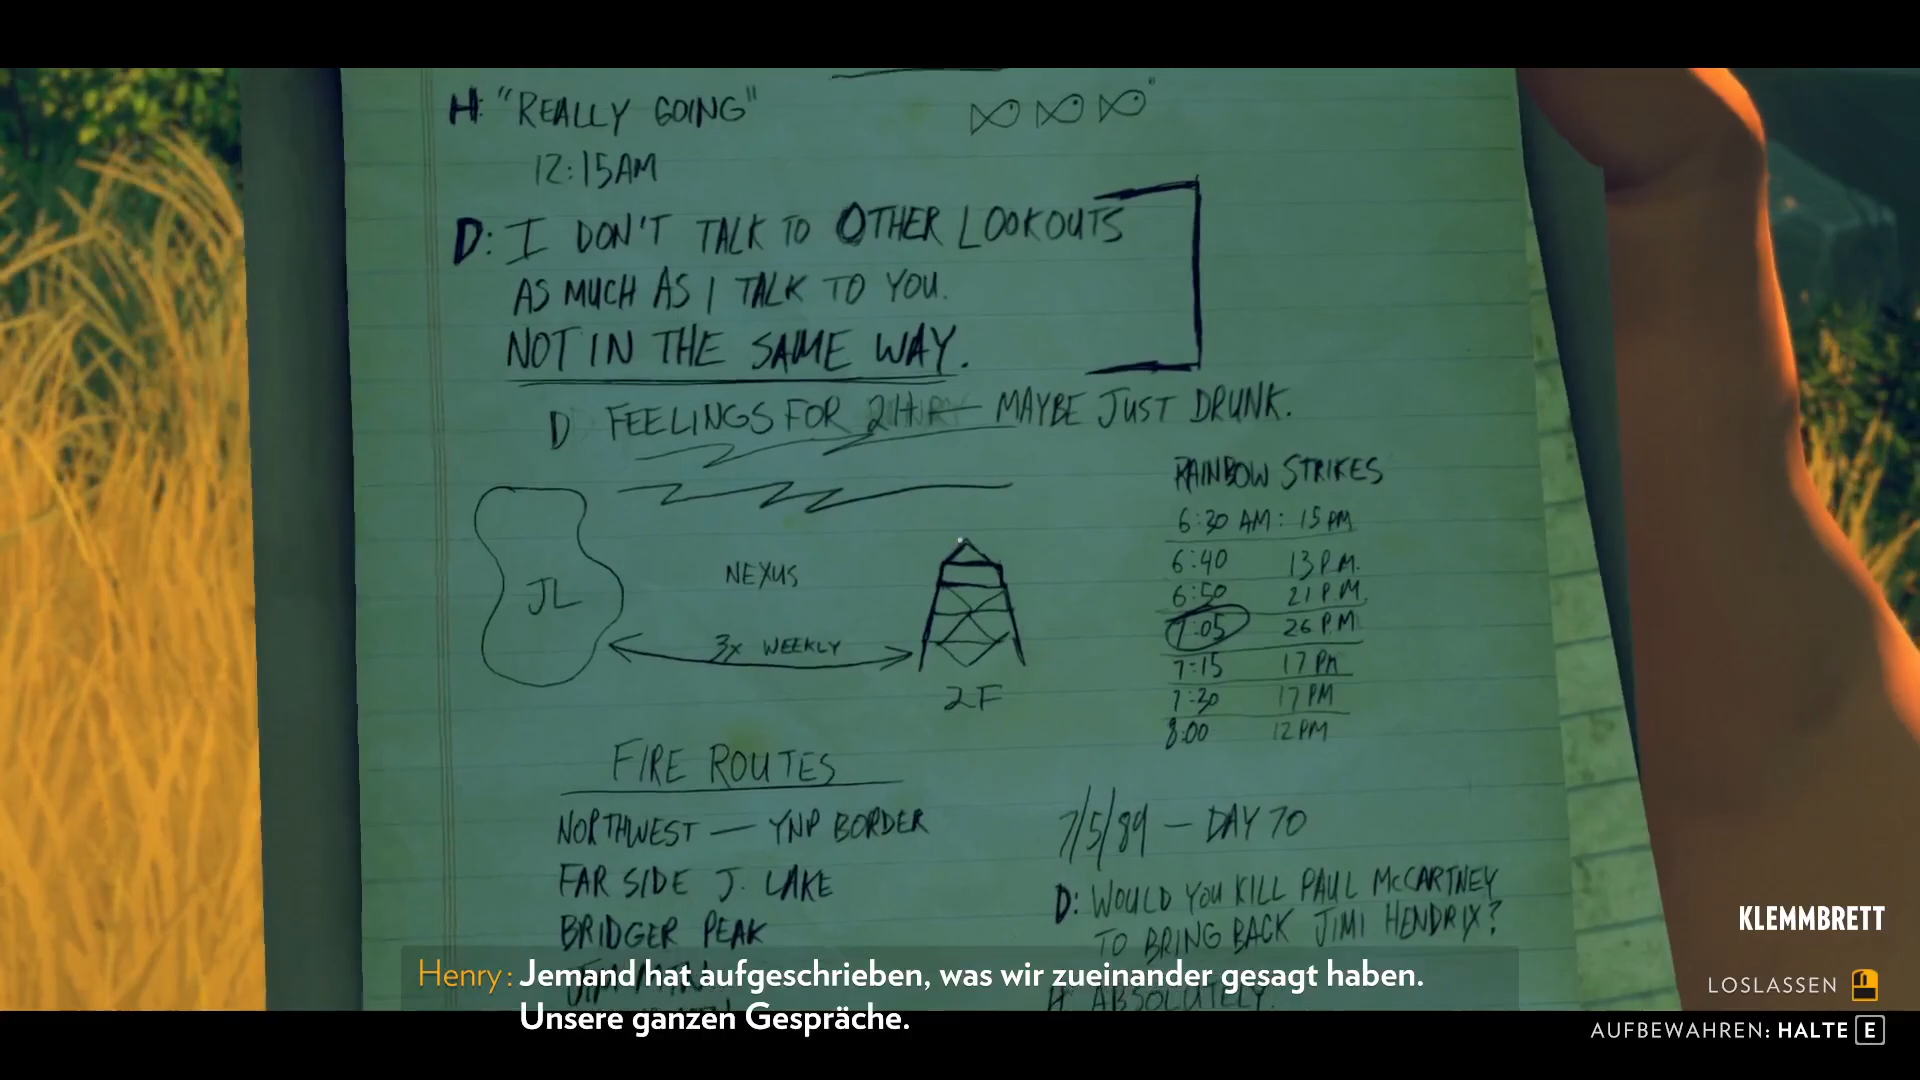 H: "REALLY GOING"
12:15AM
D: I DON'T TALK TO OTHER LOOKOUTS
AS MUCH AS I TALK TO YOU.
NOT IN THE SAME WAY.
D FEELINGS FOR MAYBE JUST DRUNK.
RAINBOW STRIKES
6:30 AM: 15 PM
6:40 13 P.M.
6:50 21 P.M.
7:05 26 P.M
7:15 17 PM
7:30 17 PM
8:00 12 PM
JL
NEXUS
3x WEEKLY
2F
FIRE ROUTES
NORTHWEST — YNP BORDER
FAR SIDE J. LAKE
BRIDGER PEAK
7/5/89 — DAY 70
D: WOULD YOU KILL PAUL McCARTNEY
TO BRING BACK JIMI HENDRIX?
H: ABSOLUTELY.
KLEMMBRETT
LOSLASSEN
AUFBEWAHREN: HALTE E
Henry: Jemand hat aufgeschrieben, was wir zueinander gesagt haben.
Unsere ganzen Gespräche.